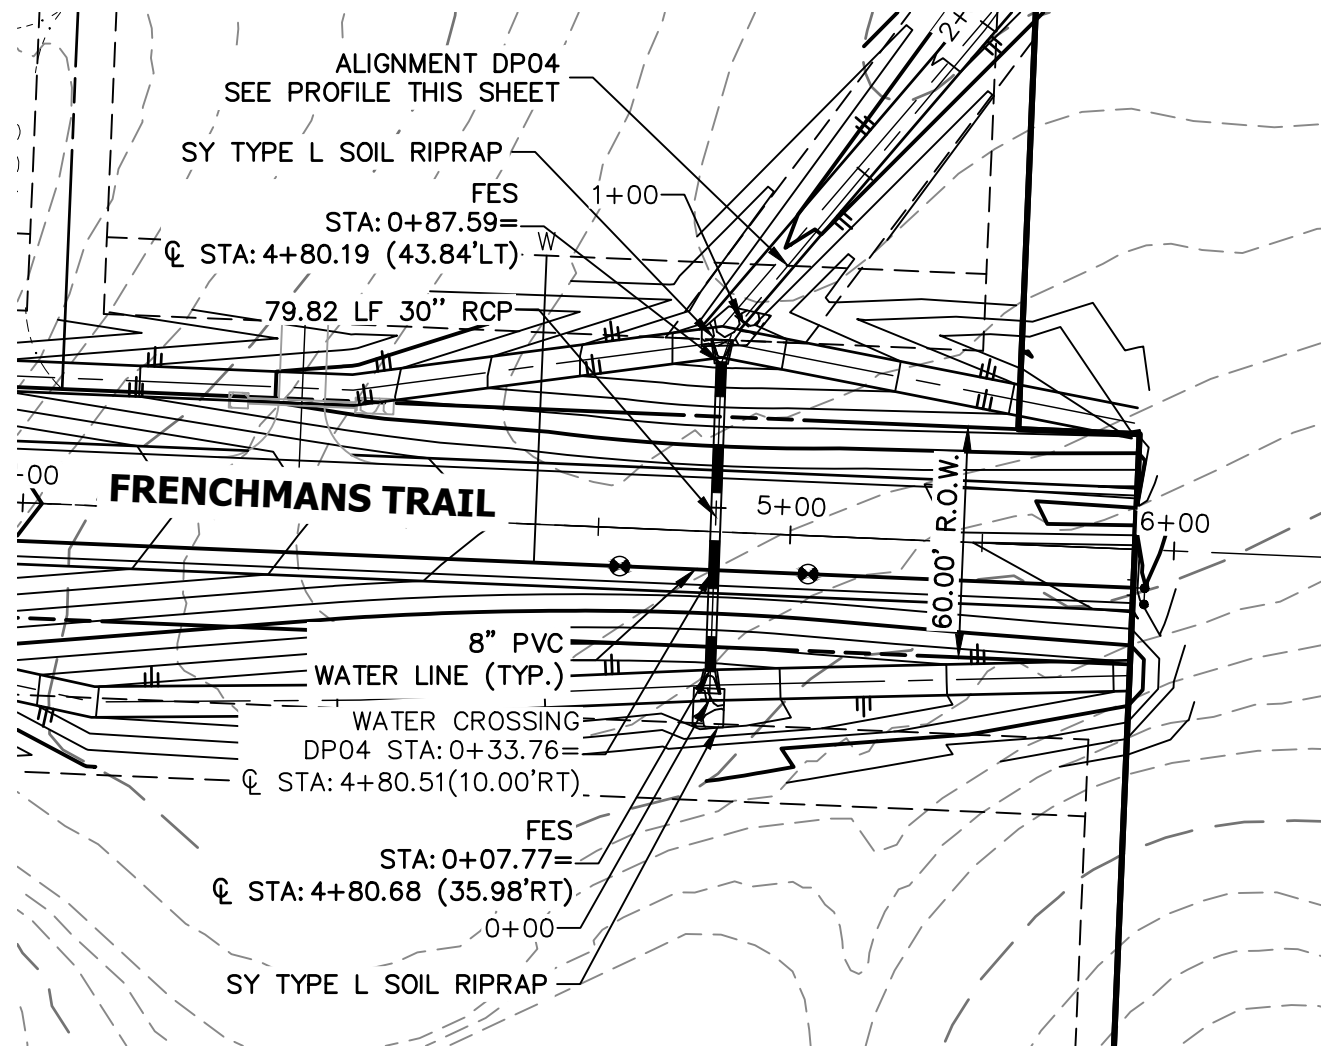 ALIGNMENT DP04
SEE PROFILE THIS SHEET
SY TYPE L SOIL RIPRAP
FES
STA: 0+87.59=
℄ STA: 4+80.19 (43.84'LT)
79.82 LF 30'' RCP
1+00
2+
W
-00
FRENCHMANS TRAIL
5+00
60.00' R.O.W.
6+00
8" PVC
WATER LINE (TYP.)
WATER CROSSING
DP04 STA: 0+33.76=
℄ STA: 4+80.51(10.00'RT)
FES
STA: 0+07.77=
℄ STA: 4+80.68 (35.98'RT)
0+00
SY TYPE L SOIL RIPRAP